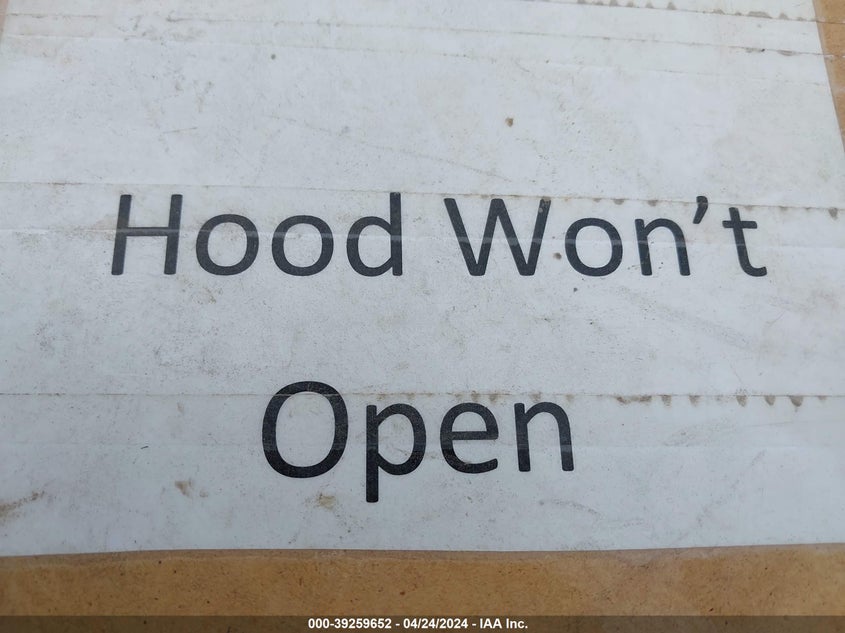 Hood Won’t
Open
000-39259652 - 04/24/2024 - IAA Inc.